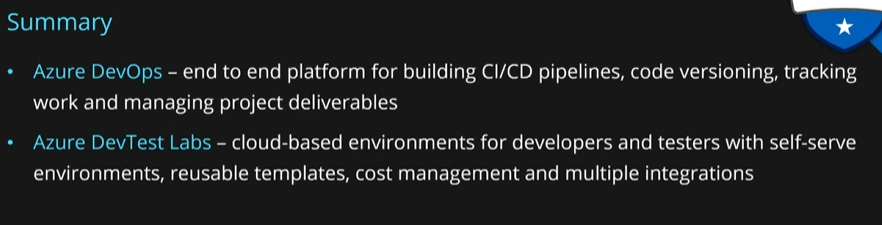 Summary
• Azure DevOps – end to end platform for building CI/CD pipelines, code versioning, tracking
work and managing project deliverables
• Azure DevTest Labs – cloud-based environments for developers and testers with self-serve
environments, reusable templates, cost management and multiple integrations